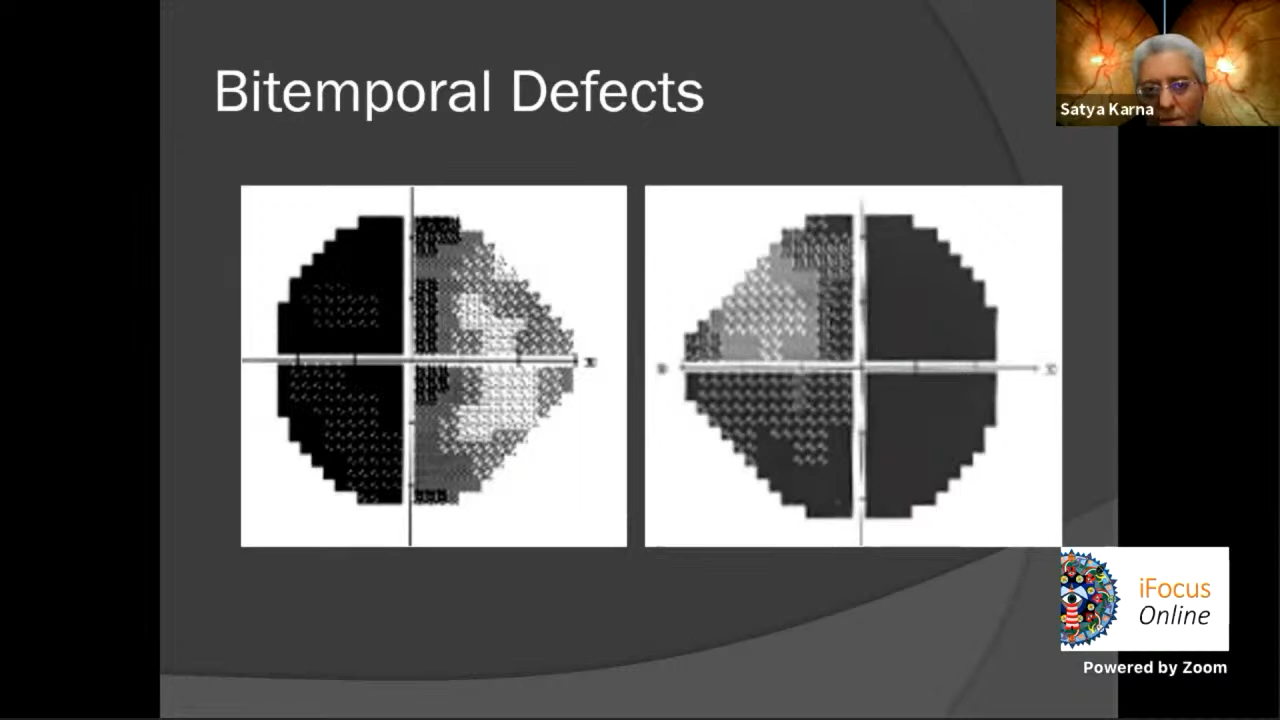 Bitemporal Defects
Satya Karna
iFocus
Online
Powered by Zoom